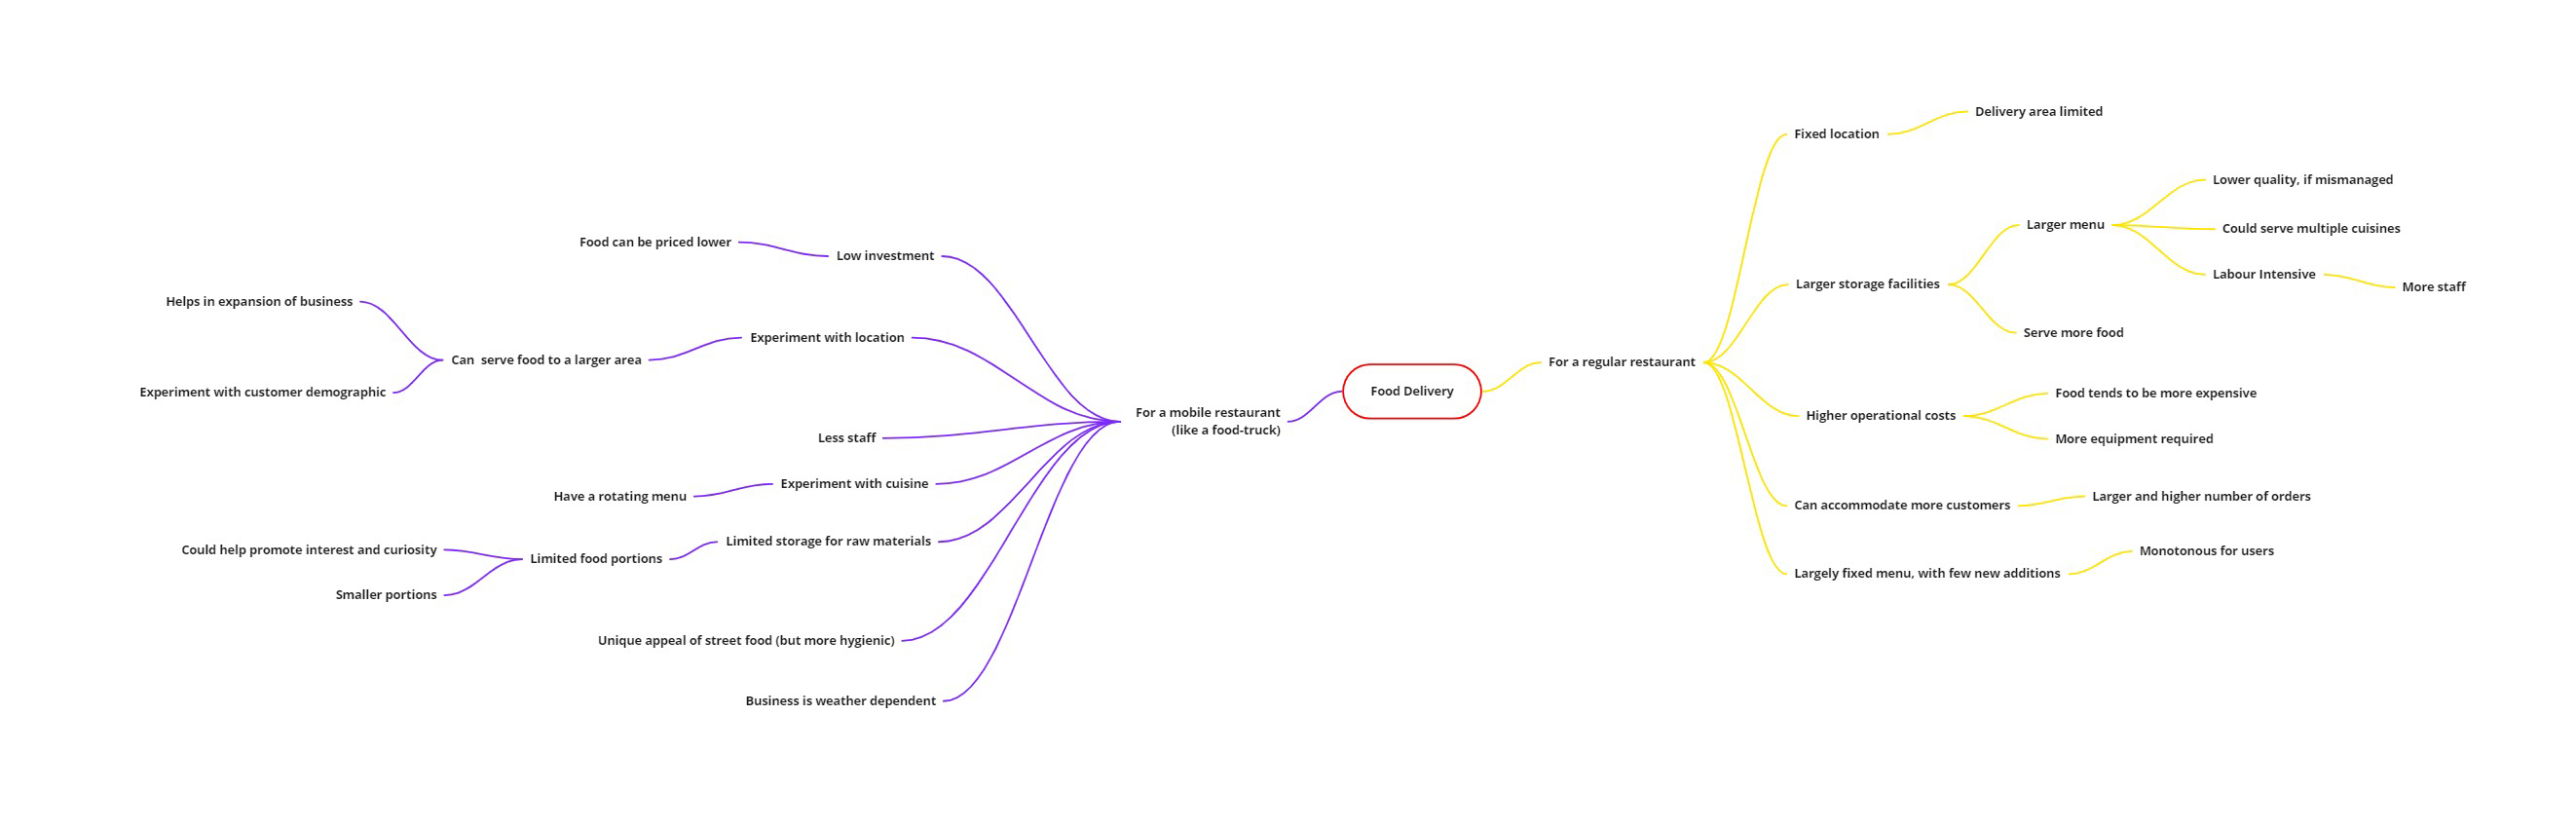 Food Delivery
For a mobile restaurant
(like a food-truck)
Low investment
Food can be priced lower
Experiment with location
Can  serve food to a larger area
Helps in expansion of business
Experiment with customer demographic
Less staff
Experiment with cuisine
Have a rotating menu
Limited storage for raw materials
Limited food portions
Could help promote interest and curiosity
Smaller portions
Unique appeal of street food (but more hygienic)
Business is weather dependent
For a regular restaurant
Fixed location
Delivery area limited
Larger storage facilities
Larger menu
Lower quality, if mismanaged
Could serve multiple cuisines
Labour Intensive
More staff
Serve more food
Higher operational costs
Food tends to be more expensive
More equipment required
Can accommodate more customers
Larger and higher number of orders
Largely fixed menu, with few new additions
Monotonous for users